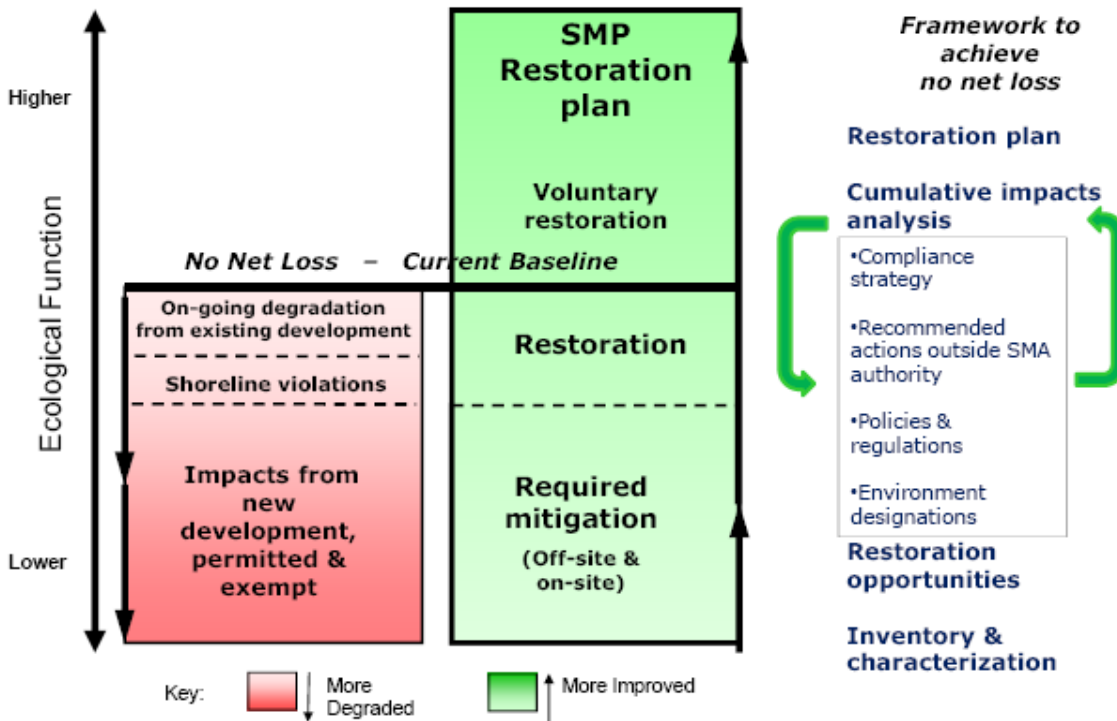 Ecological Function
Higher
Lower
SMP
Restoration
plan
Voluntary
restoration
No Net Loss – Current Baseline
On-going degradation
from existing development
Shoreline violations
Impacts from
new
development,
permitted &
exempt
Restoration
Required
mitigation
(Off-site &
on-site)
Framework to
achieve
no net loss
Restoration plan
Cumulative impacts
analysis
•Compliance
strategy
•Recommended
actions outside SMA
authority
•Policies &
regulations
•Environment
designations
Restoration
opportunities
Inventory &
characterization
Key:
More
Degraded
More Improved